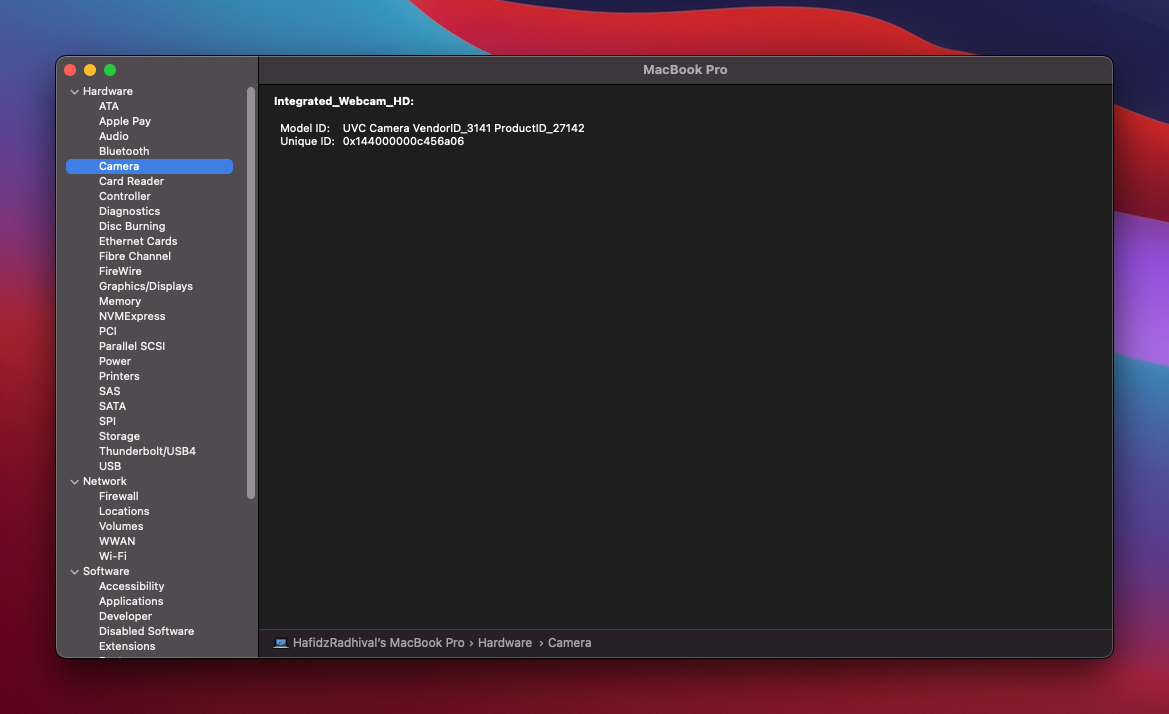 MacBook Pro
Hardware
ATA
Apple Pay
Audio
Bluetooth
Camera
Card Reader
Controller
Diagnostics
Disc Burning
Ethernet Cards
Fibre Channel
FireWire
Graphics/Displays
Memory
NVMExpress
PCI
Parallel SCSI
Power
Printers
SAS
SATA
SPI
Storage
Thunderbolt/USB4
USB
Network
Firewall
Locations
Volumes
WWAN
Wi-Fi
Software
Accessibility
Applications
Developer
Disabled Software
Extensions
Integrated_Webcam_HD:
Model ID: UVC Camera VendorID_3141 ProductID_27142
Unique ID: 0x144000000c456a06
HafidzRadhival's MacBook Pro › Hardware › Camera